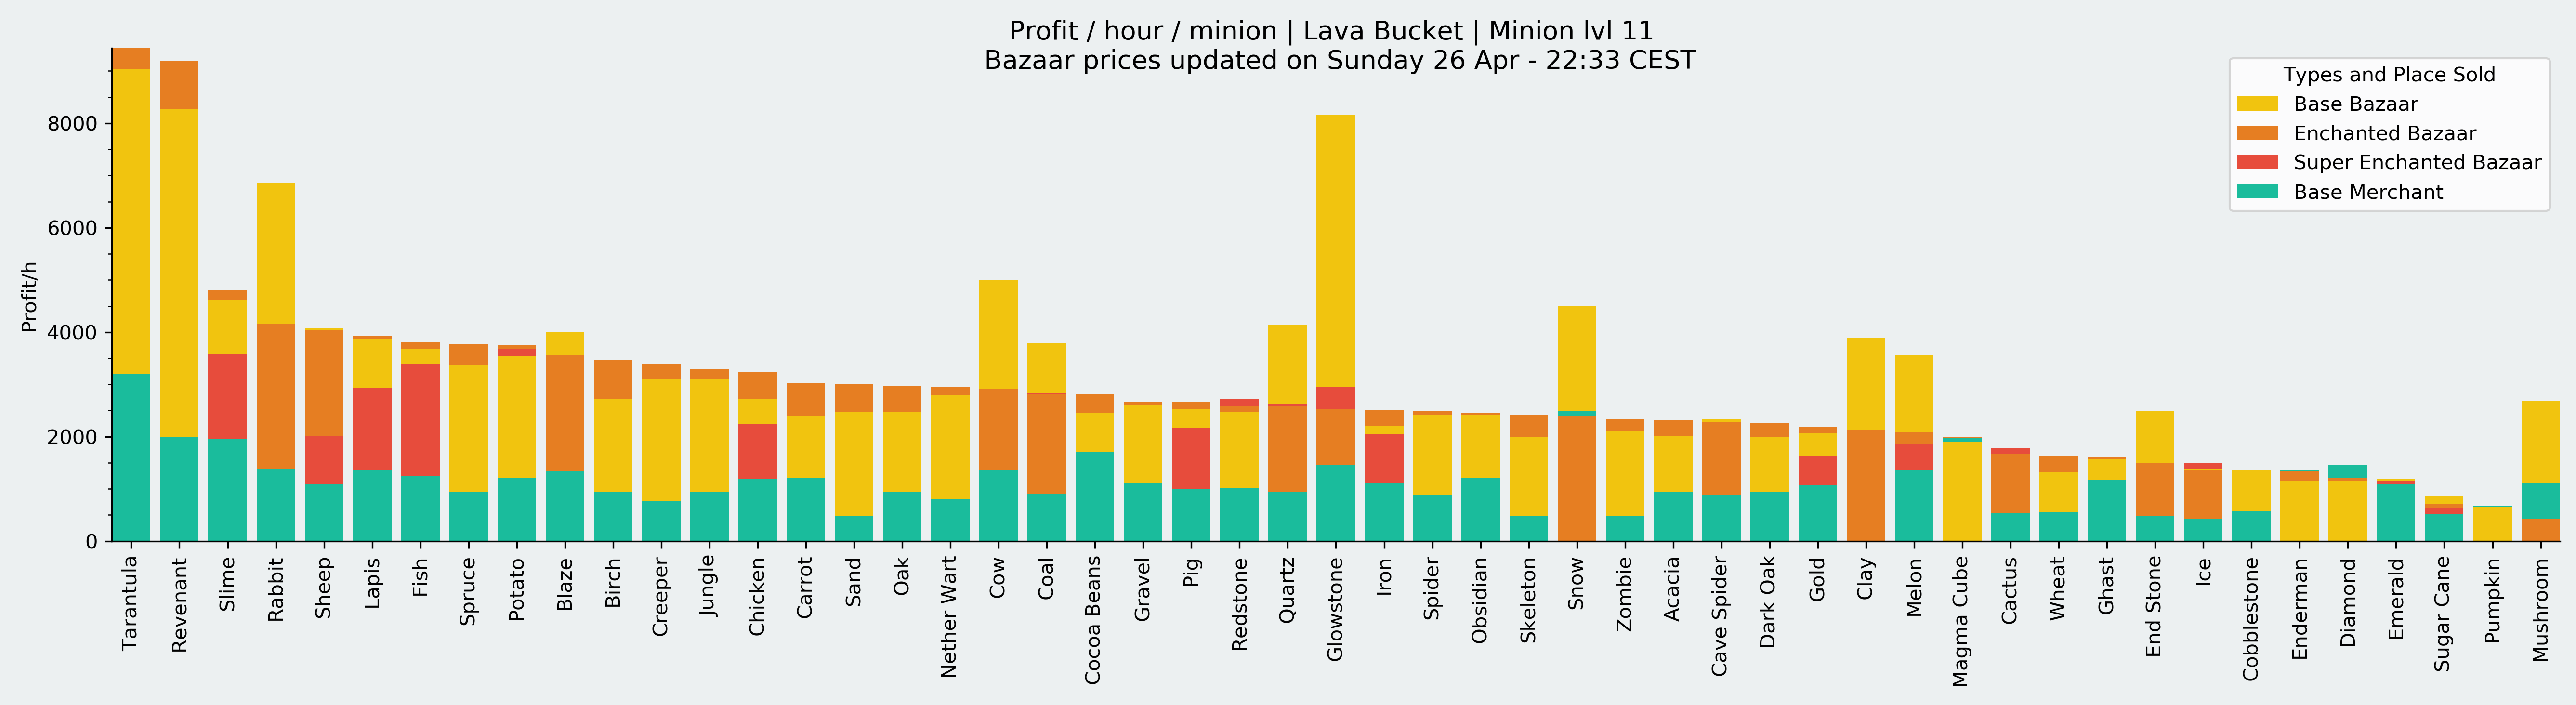 Profit / hour / minion | Lava Bucket | Minion lvl 11
Bazaar prices updated on Sunday 26 Apr - 22:33 CEST
Types and Place Sold
Base Bazaar
Enchanted Bazaar
Super Enchanted Bazaar
Base Merchant
Profit/h
8000
6000
4000
2000
0
Tarantula
Revenant
Slime
Rabbit
Sheep
Lapis
Fish
Spruce
Potato
Blaze
Birch
Creeper
Jungle
Chicken
Carrot
Sand
Oak
Nether Wart
Cow
Coal
Cocoa Beans
Gravel
Pig
Redstone
Quartz
Glowstone
Iron
Spider
Obsidian
Skeleton
Snow
Zombie
Acacia
Cave Spider
Dark Oak
Gold
Clay
Melon
Magma Cube
Cactus
Wheat
Ghast
End Stone
Ice
Cobblestone
Enderman
Diamond
Emerald
Sugar Cane
Pumpkin
Mushroom